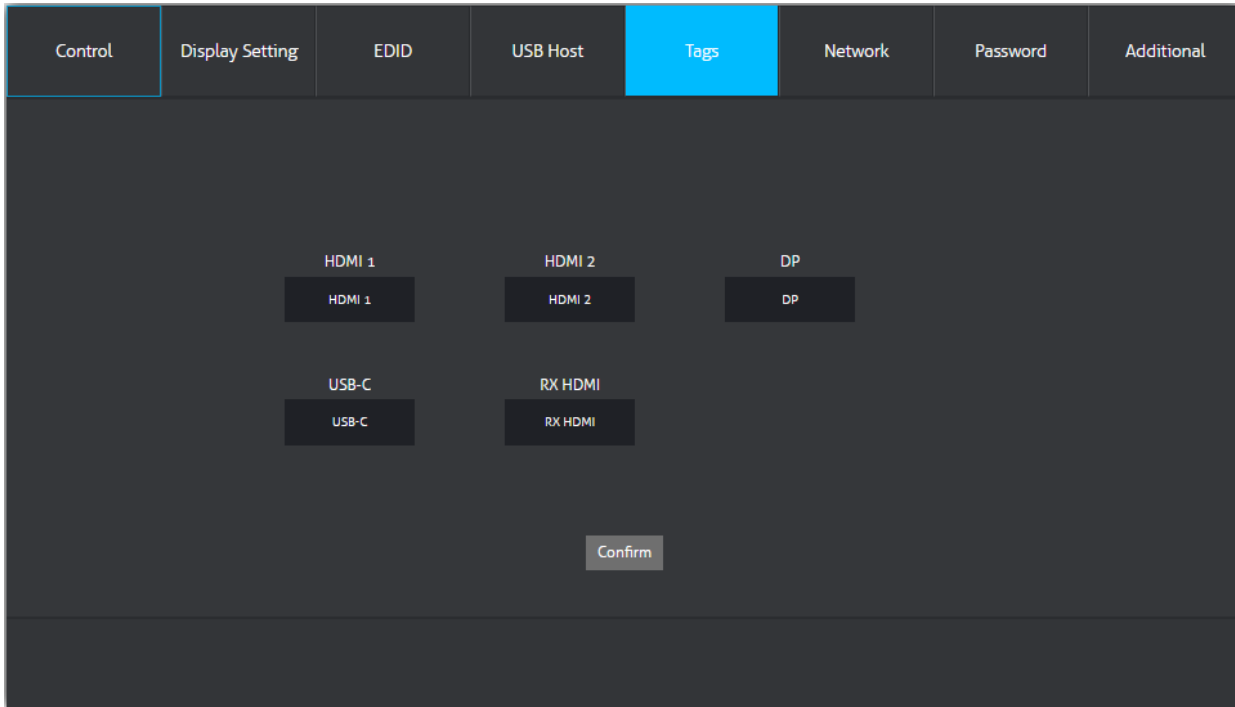 Control Display Setting EDID USB Host Tags Network Password Additional
HDMI 1 HDMI 2 DP
HDMI 1 HDMI 2 DP
USB-C RX HDMI
USB-C RX HDMI
Confirm